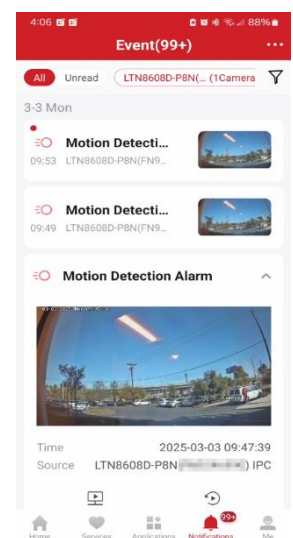 4:06 88%
Event(99+)
All Unread LTN8608D-P8N(... (1Camera
3-3 Mon
Motion Detecti...
09:53 LTN8608D-P8N(FN9...
Motion Detecti...
09:49 LTN8608D-P8N(FN9...
Motion Detection Alarm
Time 2025-03-03 09:47:39
Source LTN8608D-P8N ) IPC
99+
Home Services Applications Notifications Me